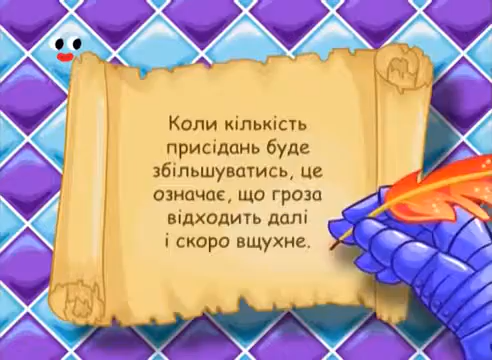 Коли кількість
присідань буде
збільшуватись, це
означає, що гроза
відходить далі
і скоро вщухне.